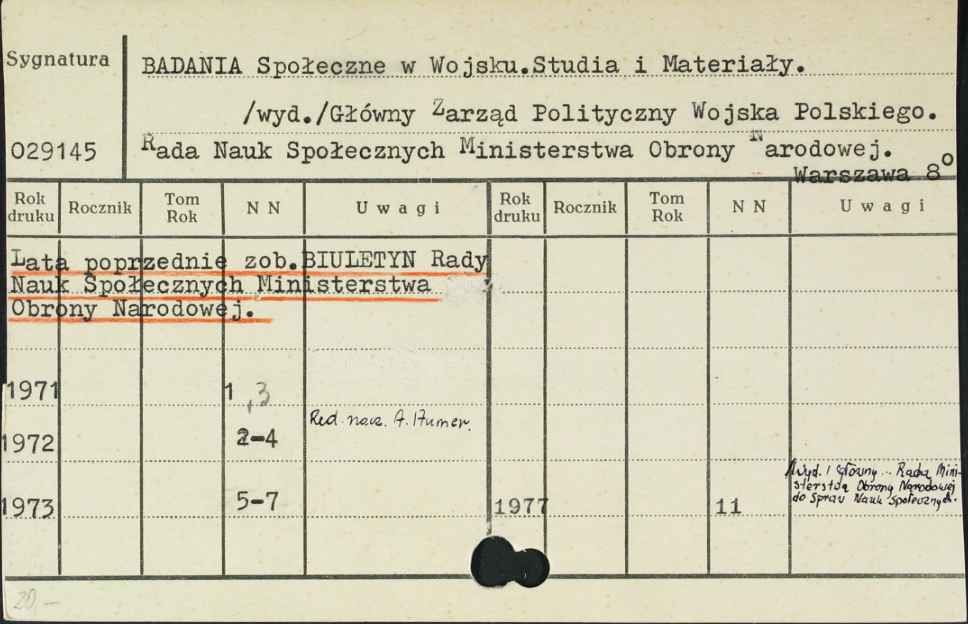 Sygnatura
BADANIA Społeczne w Wojsku.Studia i Materiały.
/wyd./Główny Zarząd Polityczny Wojska Polskiego.
029145
Rada Nauk Społecznych Ministerstwa Obrony Narodowej.
Warszawa 8°
Rok druku Rocznik Tom Rok N N Uwagi Rok druku Rocznik Tom Rok N N Uwagi
Lata poprzednie zob.BIULETYN Rady
Nauk Społecznych Ministerstwa
Obrony Narodowej.
1971 1 ,3
Red. nacz. A. Humer.
1972 2-4
/wyd./ Główny .. Rada Mini-
sterstwa Obrony Narodowej
do Spraw Nauk Społecznych.
1973 5-7 1977 11
20,—